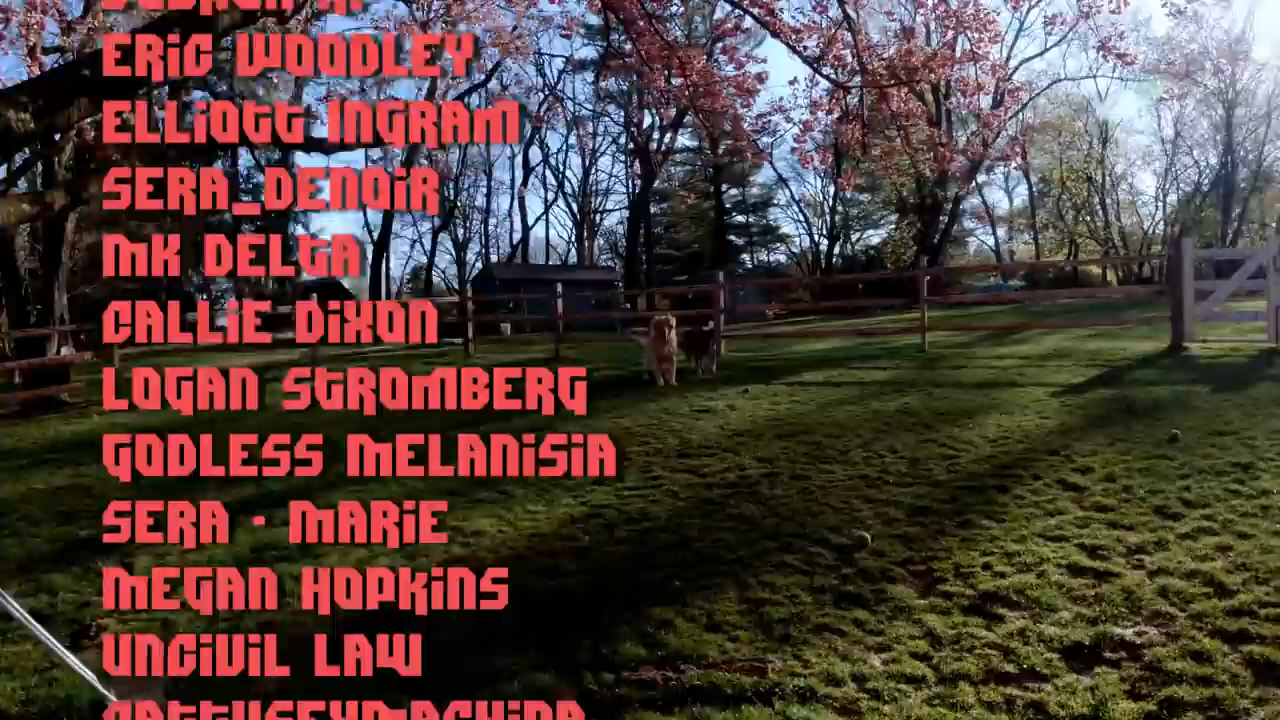 ERiC WOODLEY
ELLiOtt INGRAM
SERA_DENOiR
MK DELtA
CALLiE DiXON
LOGAN StROMBERG
GODLESS MELANiSiA
SERA - MARiE
MEGAN HOPKiNS
UNCiViL LAW
CAttUSEXMACHiNA